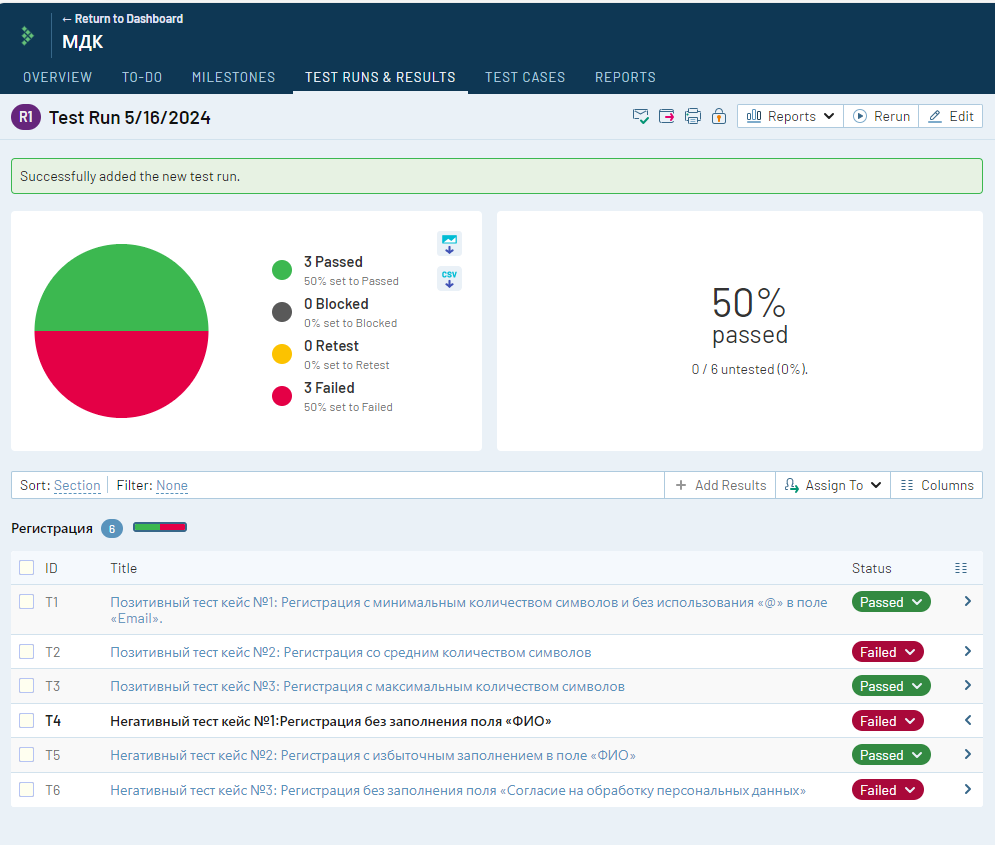 ← Return to Dashboard
МДК
OVERVIEW TO-DO MILESTONES TEST RUNS & RESULTS TEST CASES REPORTS
R1 Test Run 5/16/2024 Reports Rerun Edit
Successfully added the new test run.
3 Passed
50% set to Passed
0 Blocked
0% set to Blocked
0 Retest
0% set to Retest
3 Failed
50% set to Failed
CSV
50%
passed
0 / 6 untested (0%).
Sort: Section Filter: None + Add Results Assign To Columns
Регистрация 6
ID Title Status
T1 Позитивный тест кейс №1: Регистрация с минимальным количеством символов и без использования «@» в поле Passed
«Email».
T2 Позитивный тест кейс №2: Регистрация со средним количеством символов Failed
T3 Позитивный тест кейс №3: Регистрация с максимальным количеством символов Passed
T4 Негативный тест кейс №1:Регистрация без заполнения поля «ФИО» Failed
T5 Негативный тест кейс №2: Регистрация с избыточным заполнением в поле «ФИО» Passed
T6 Негативный тест кейс №3: Регистрация без заполнения поля «Согласие на обработку персональных данных» Failed